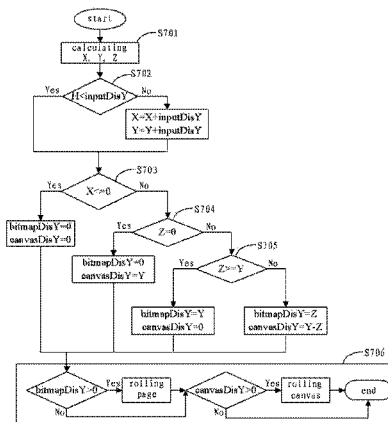 start
S701
calculating
X, Y, Z
S702
Yes
H<inputDisY
No
X=X+inputDisY
Y=Y+inputDisY
S703
Yes
X<=0
No
S704
bitmapDisY=0
canvasDisY=0
Yes
Z=0
No
S705
bitmapDisY=0
canvasDisY=Y
Yes
Z>=Y
No
bitmapDisY=Y
canvasDisY=0
bitmapDisY=Z
canvasDisY=Y-Z
S706
bitmapDisY>0
Yes
rolling
page
canvasDisY>0
Yes
rolling
canvas
end
No
No